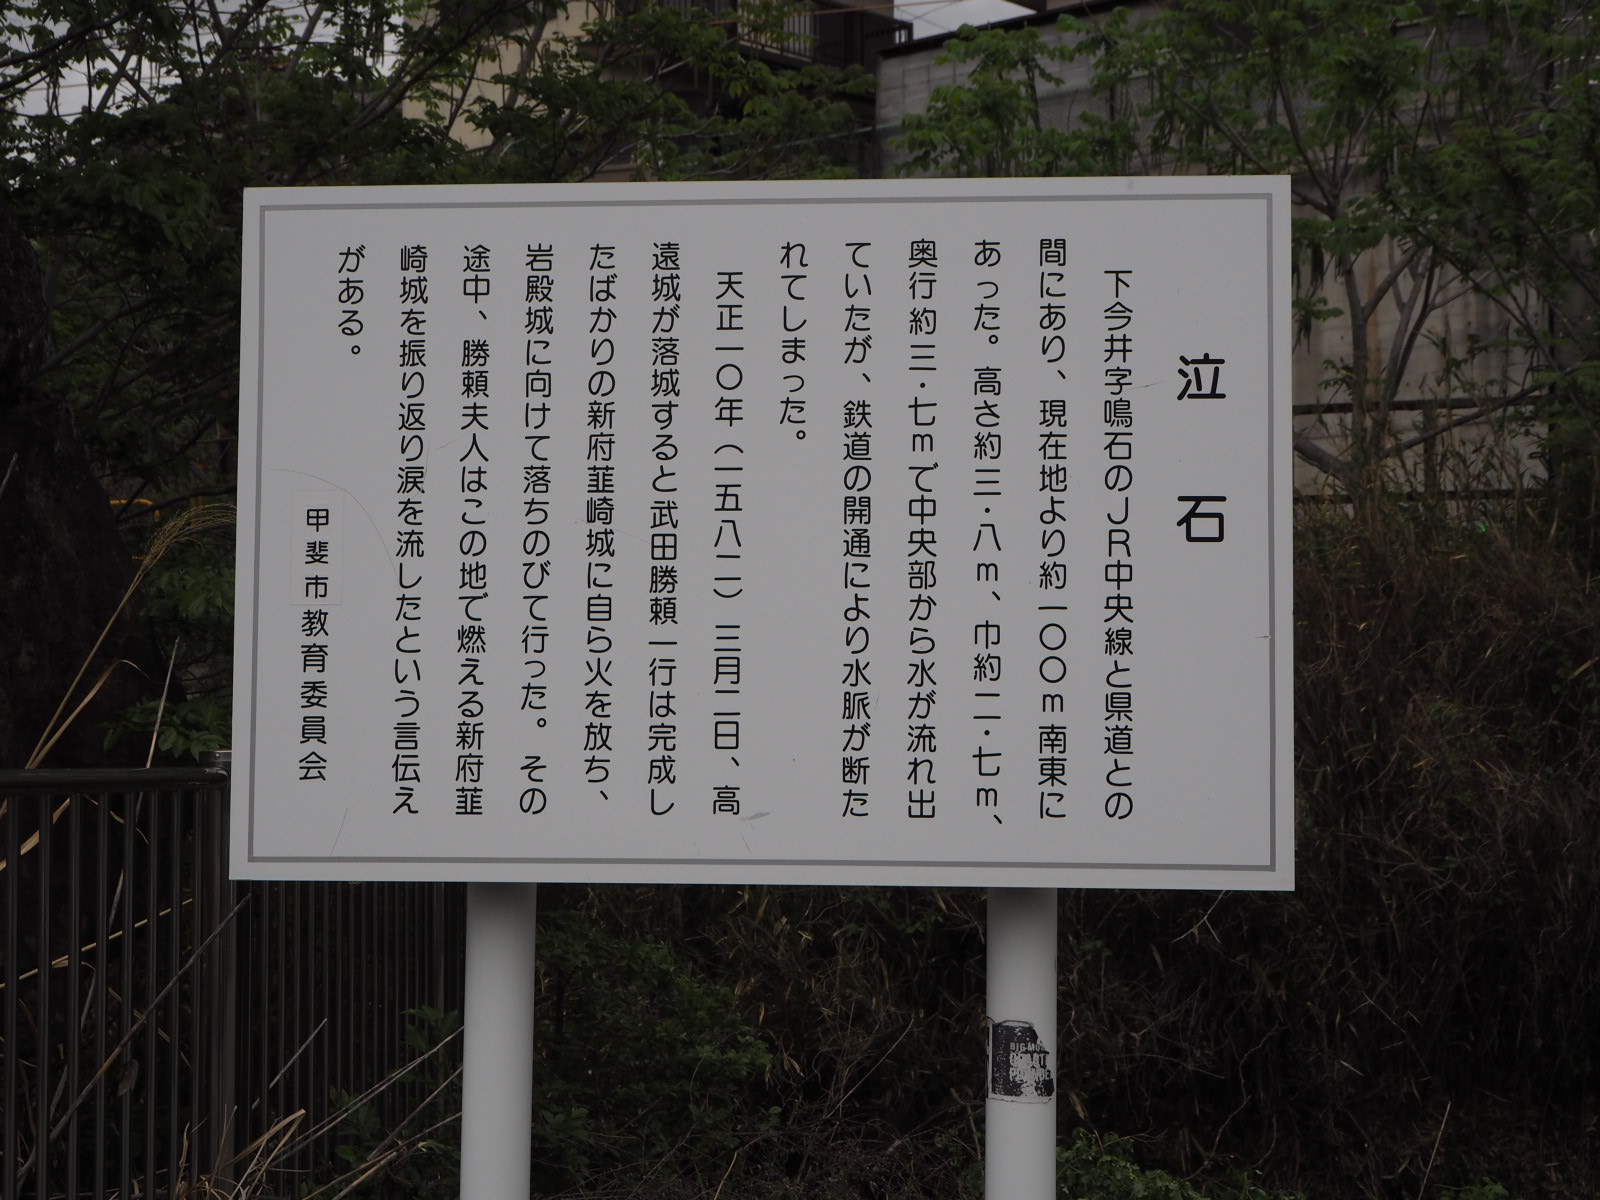 泣石
下今井字鳴石のJR中央線と県道との
間にあり、現在地より約一〇〇m南東に
あった。高さ約三・八m、巾約二・七m、
奥行約三・七mで中央部から水が流れ出
ていたが、鉄道の開通により水脈が断た
れてしまった。
天正一〇年(一五八二)三月二日、高
遠城が落城すると武田勝頼一行は完成し
たばかりの新府韮崎城に自ら火を放ち、
岩殿城に向けて落ちのびて行った。その
途中、勝頼夫人はこの地で燃える新府韮
崎城を振り返り涙を流したという言伝え
がある。
甲斐市教育委員会